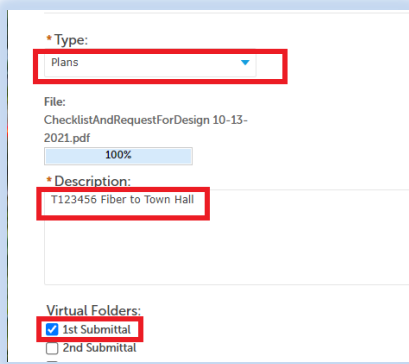 *Type:
Plans
File:
ChecklistAndRequestForDesign 10-13-
2021.pdf
100%
*Description:
T123456 Fiber to Town Hall
Virtual Folders:
1st Submittal
2nd Submittal